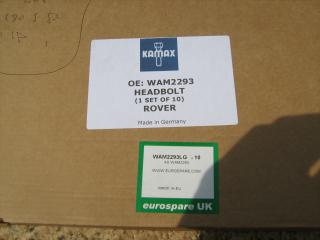 KAMAX
OE: WAM2293
HEADBOLT
(1 SET OF 10)
ROVER
Made in Germany
WAM2293LG - 10
WWW.EUROSPARE.COM
MADE IN EU
eurospare UK